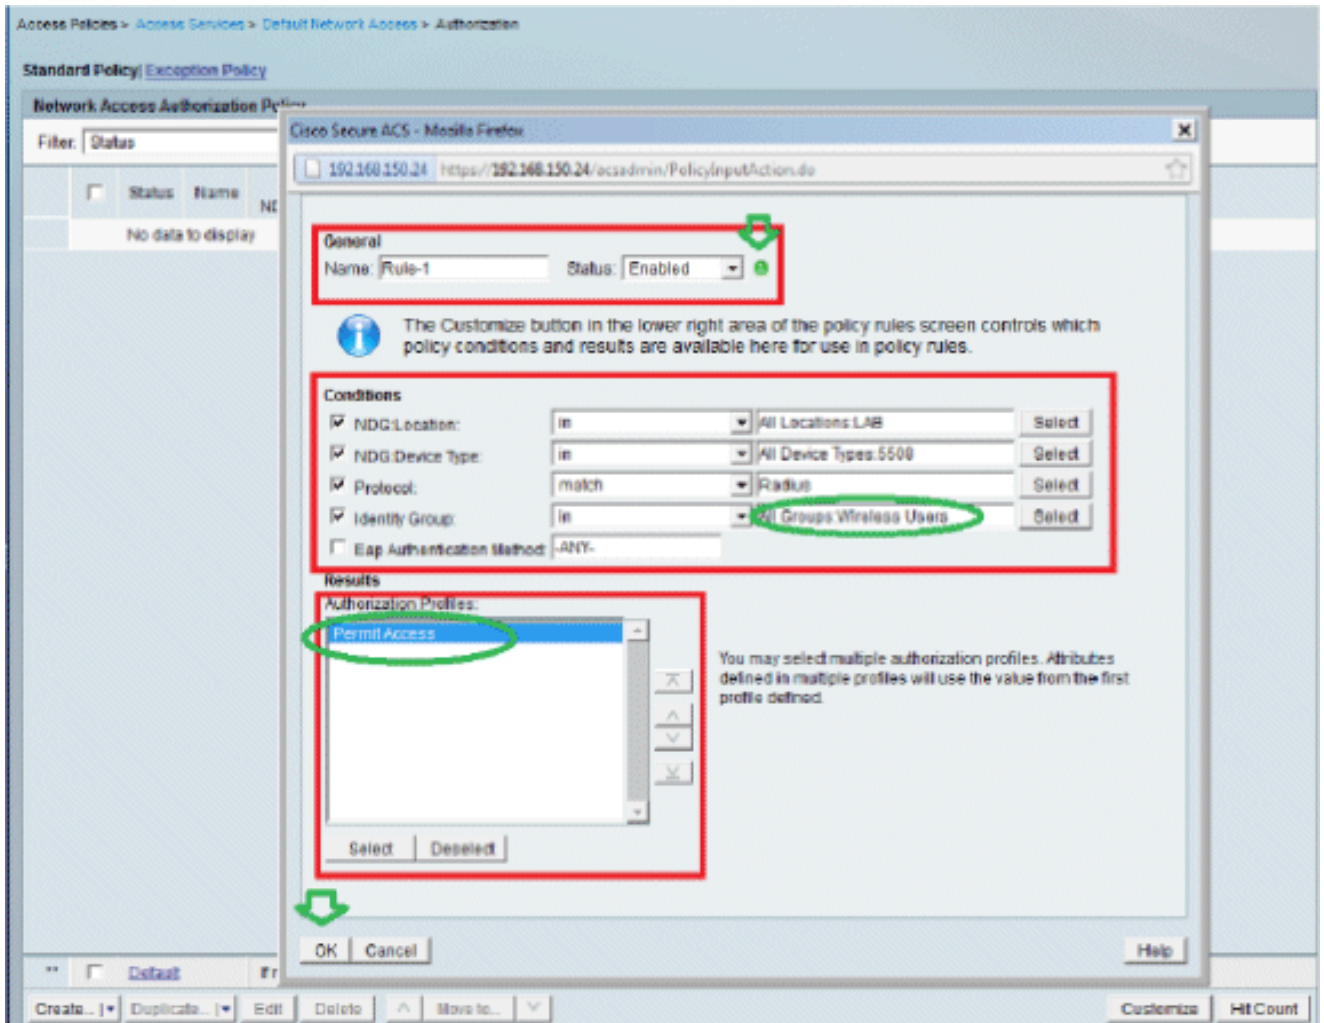 Access Policies > Access Services > Default Network Access > Authorization
Standard Policy| Exception Policy
Network Access Authorization Policy
Filter: Status
Status Name
No data to display
Cisco Secure ACS - Mozilla Firefox
192.168.150.24 https://192.168.150.24/acsadmin/PolicyInputAction.do
General
Name: Rule-1 Status: Enabled
The Customize button in the lower right area of the policy rules screen controls which
policy conditions and results are available here for use in policy rules.
Conditions
NDG:Location: in All Locations:LAB Select
NDG:Device Type: in All Device Types:5508 Select
Protocol: match Radius Select
Identity Group: in All Groups:Wireless Users Select
Eap Authentication Method: -ANY-
Results
Authorization Profiles:
Permit Access
You may select multiple authorization profiles. Attributes
defined in multiple profiles will use the value from the first
profile defined.
Select Deselect
OK Cancel Help
** Default
Create... Duplicate... Edit Delete Move to... Customize Hit Count